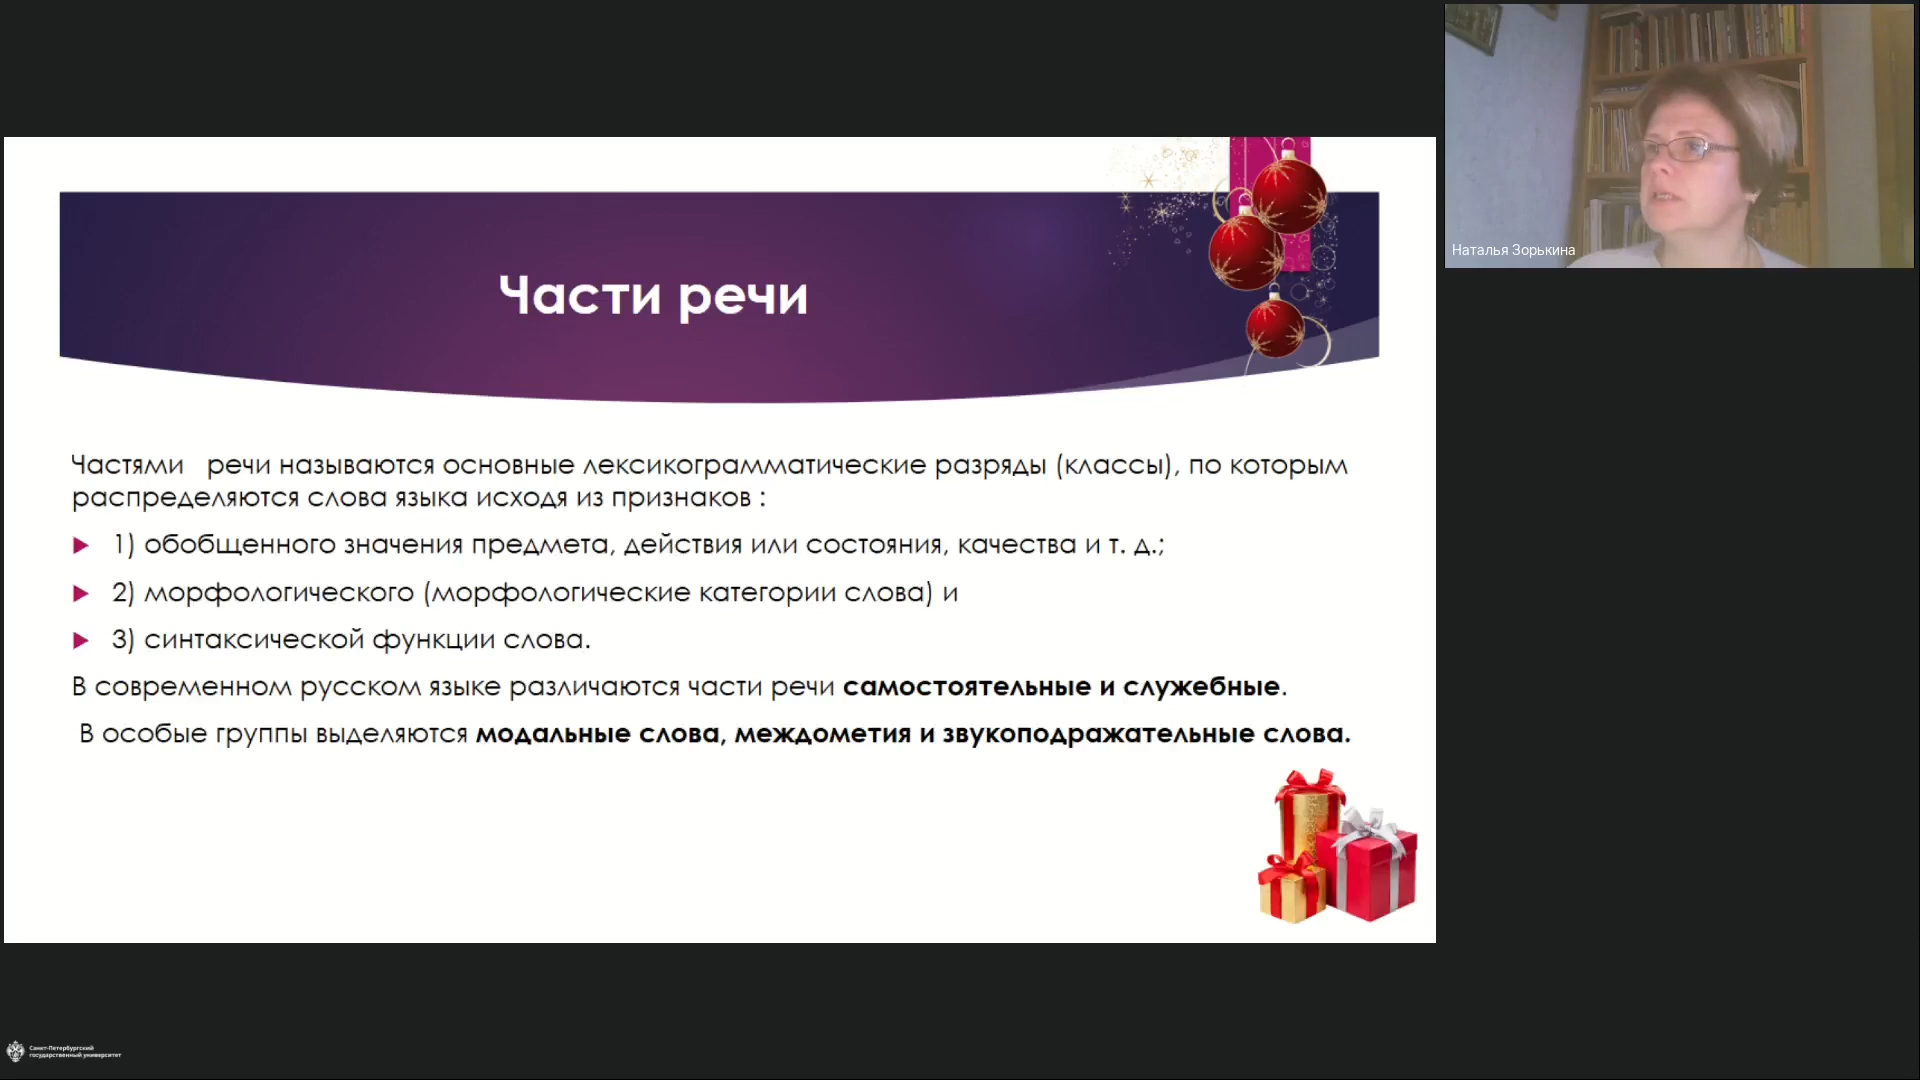 Части речи
Частями речи называются основные лексикограмматические разряды (классы), по которым
распределяются слова языка исходя из признаков :
1) обобщенного значения предмета, действия или состояния, качества и т. д.;
2) морфологического (морфологические категории слова) и
3) синтаксической функции слова.
В современном русском языке различаются части речи самостоятельные и служебные.
В особые группы выделяются модальные слова, междометия и звукоподражательные слова.
Наталья Зорькина
Санкт-Петербургский
государственный университет